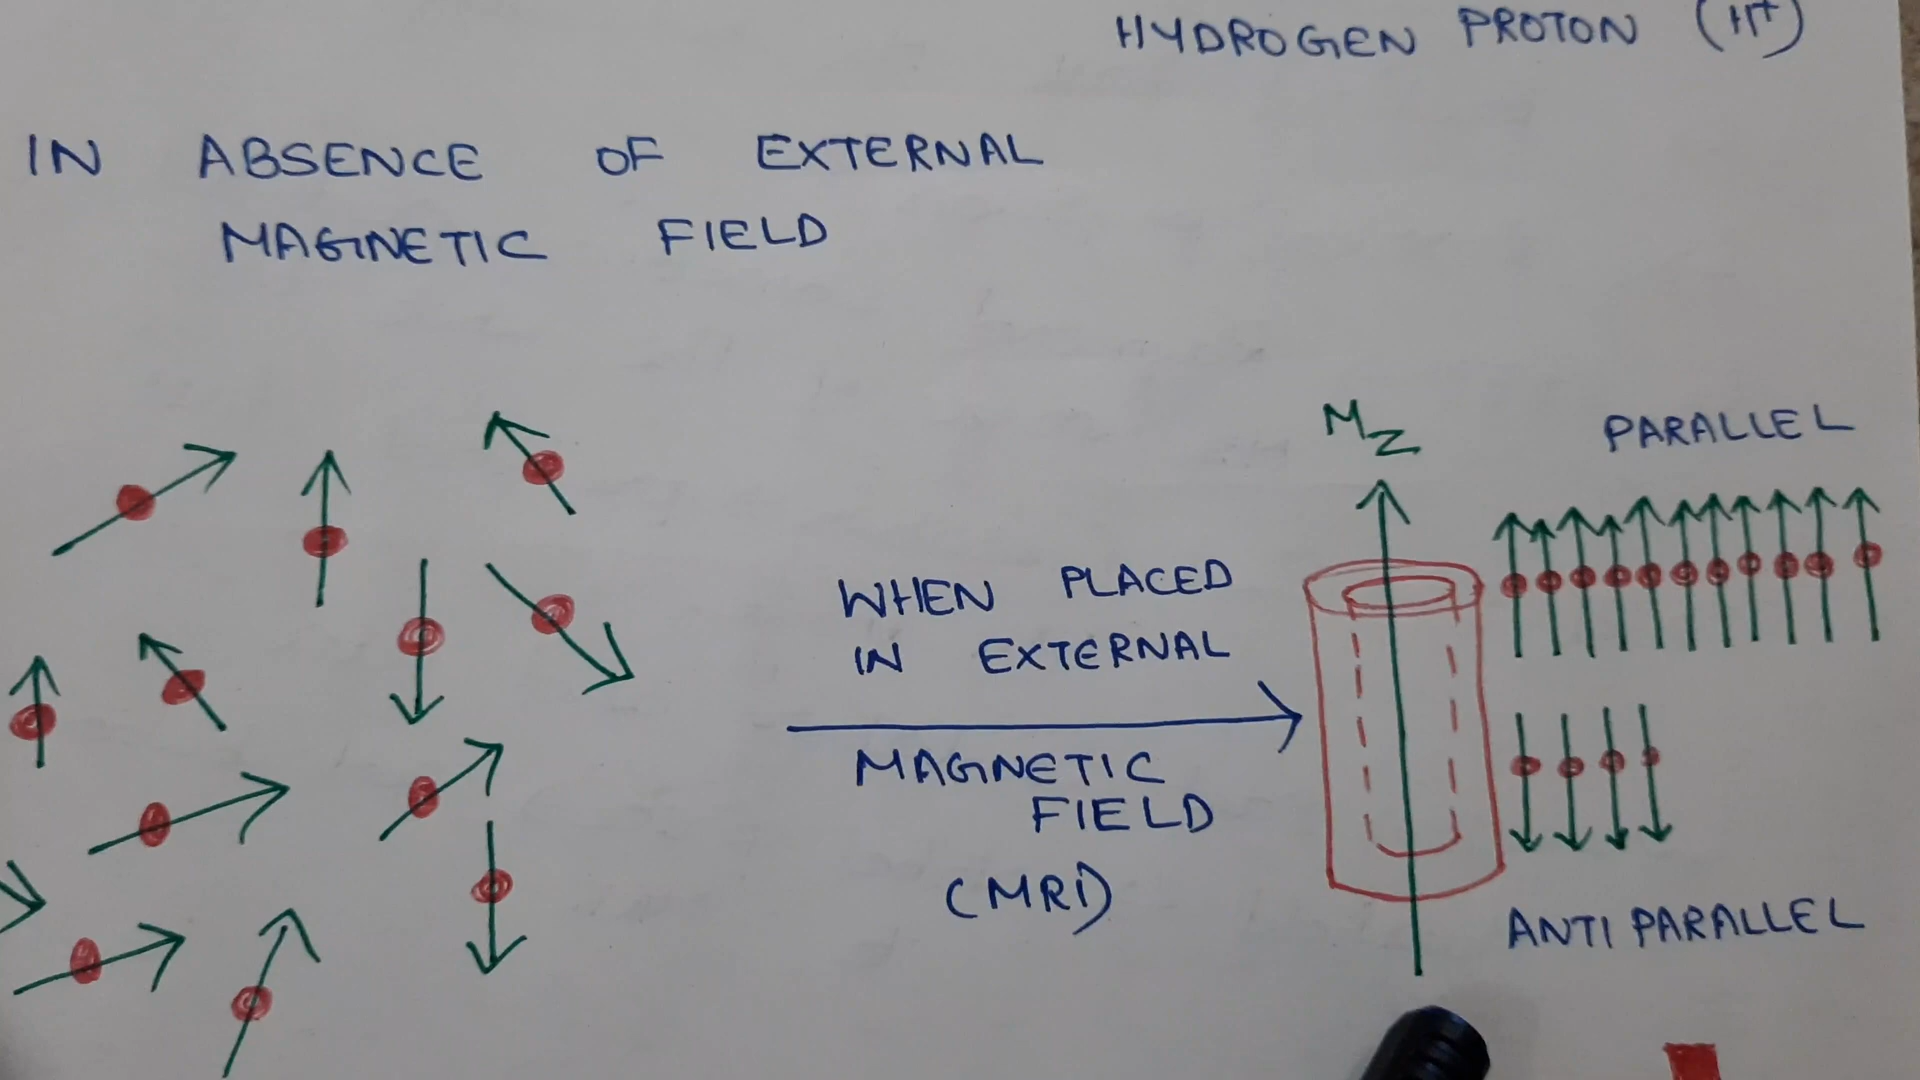 HYDROGEN PROTON (H+)
IN ABSENCE OF EXTERNAL
MAGNETIC FIELD
MZ
PARALLEL
WHEN PLACED
IN EXTERNAL
MAGNETIC
FIELD
(MRI)
ANTI PARALLEL